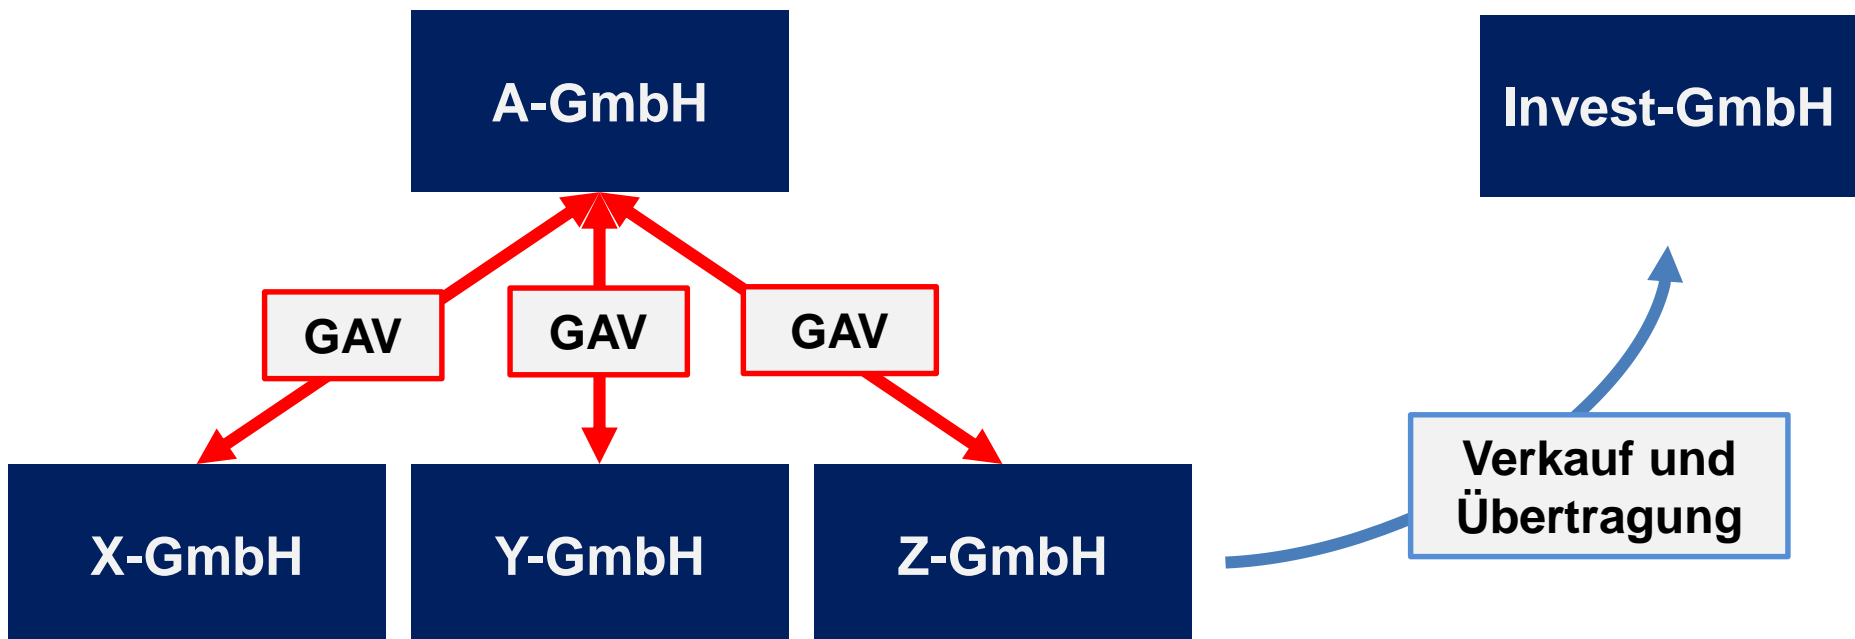 A-GmbH
Invest-GmbH
GAV
GAV
GAV
Verkauf und
Übertragung
X-GmbH
Y-GmbH
Z-GmbH